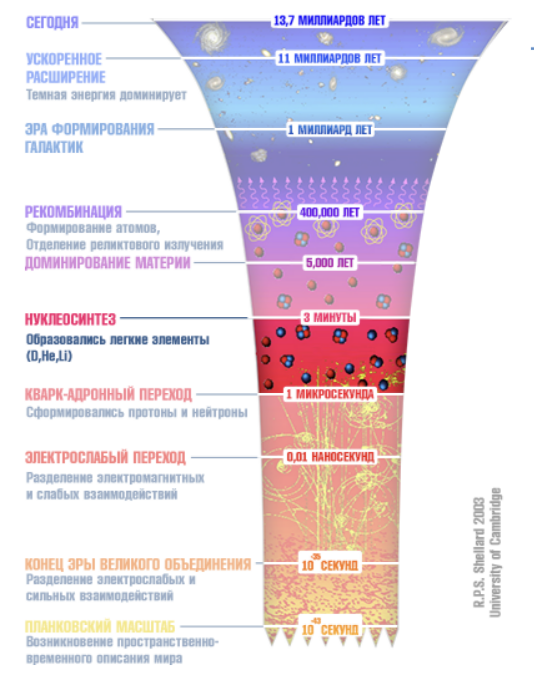 СЕГОДНЯ
13,7 МИЛЛИАРДОВ ЛЕТ
УСКОРЕННОЕ
РАСШИРЕНИЕ
11 МИЛЛИАРДОВ ЛЕТ
Темная энергия доминирует
ЭРА ФОРМИРОВАНИЯ
ГАЛАКТИК
1 МИЛЛИАРД ЛЕТ
РЕКОМБИНАЦИЯ
400,000 ЛЕТ
Формирование атомов,
Отделение реликтового излучения
ДОМИНИРОВАНИЕ МАТЕРИИ
5,000 ЛЕТ
НУКЛЕОСИНТЕЗ
3 МИНУТЫ
Образовались легкие элементы
(D,He,Li)
КВАРК-АДРОННЫЙ ПЕРЕХОД
1 МИКРОСЕКУНДА
Сформировались протоны и нейтроны
ЭЛЕКТРОСЛАБЫЙ ПЕРЕХОД
0,01 НАНОСЕКУНД
Разделение электромагнитных
и слабых взаимодействий
КОНЕЦ ЭРЫ ВЕЛИКОГО ОБЪЕДИНЕНИЯ
10⁻³⁵ СЕКУНД
Разделение электрослабых и
сильных взаимодействий
ПЛАНКОВСКИЙ МАСШТАБ
10⁻⁴³ СЕКУНД
Возникновение пространственно-
временного описания мира
R.P.S. Shellard 2003
University of Cambridge